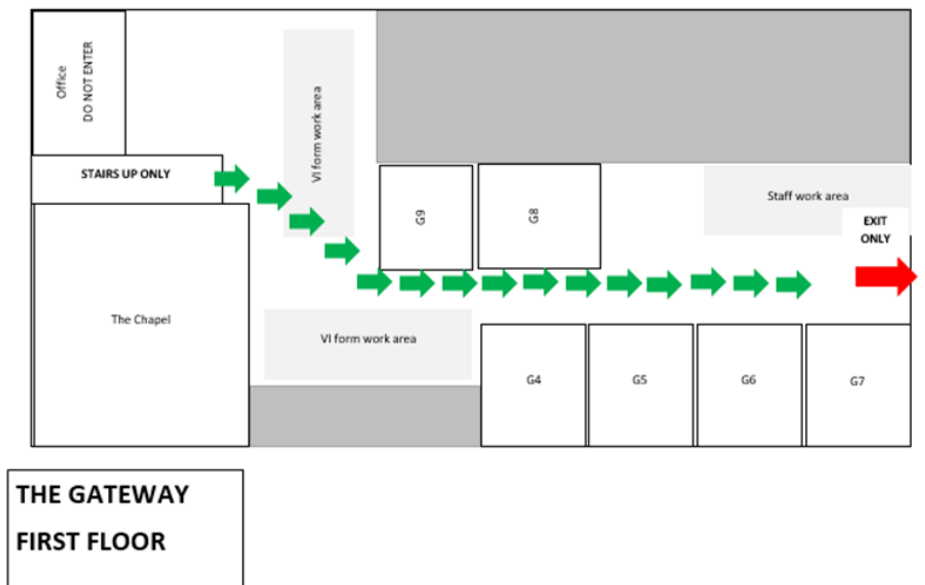 Office
DO NOT ENTER
VI form work area
STAIRS UP ONLY
G9
G8
Staff work area
EXIT
ONLY
The Chapel
VI form work area
G4
G5
G6
G7
THE GATEWAY
FIRST FLOOR